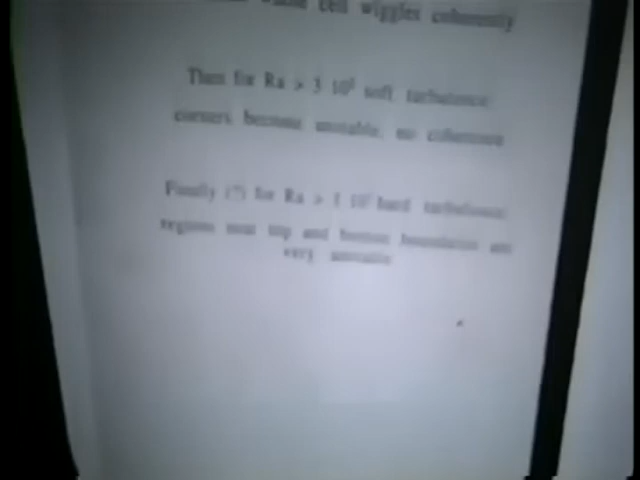 whole cell wiggles coherently
Then for Ra > 5 10⁵ soft turbulence:
corners become unstable, no coherence
Finally (?) for Ra > 1 10⁷ hard turbulence:
regions near top and bottom boundaries are
very unstable